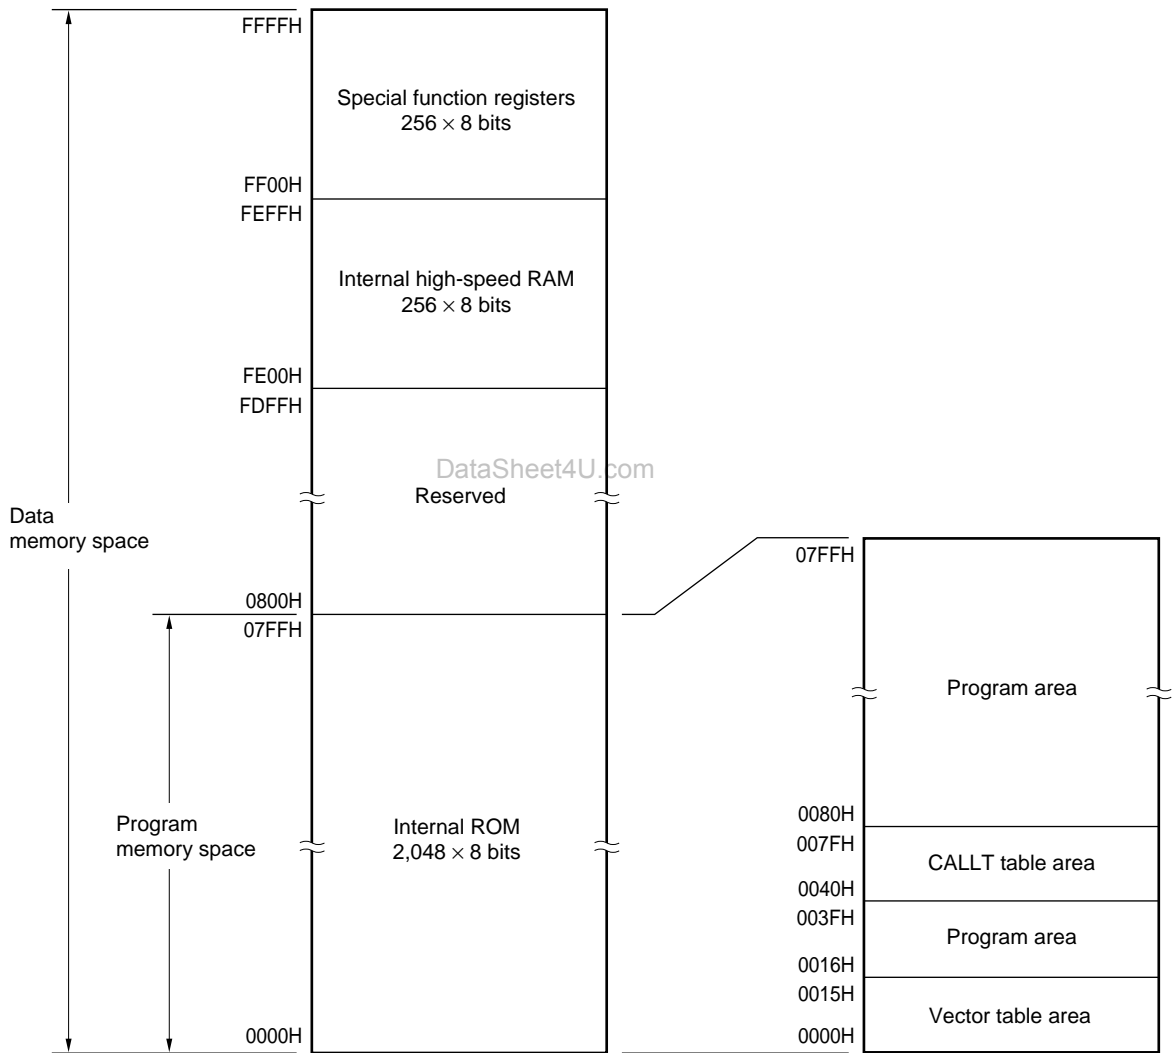 FFFFH
Special function registers
256 × 8 bits
FF00H
FEFFH
Internal high-speed RAM
256 × 8 bits
FE00H
FDFFH
DataSheet4U.com
Reserved
Data
memory space
0800H
07FFH
Program
memory space
Internal ROM
2,048 × 8 bits
0000H
07FFH
Program area
0080H
007FH
CALLT table area
0040H
003FH
Program area
0016H
0015H
Vector table area
0000H